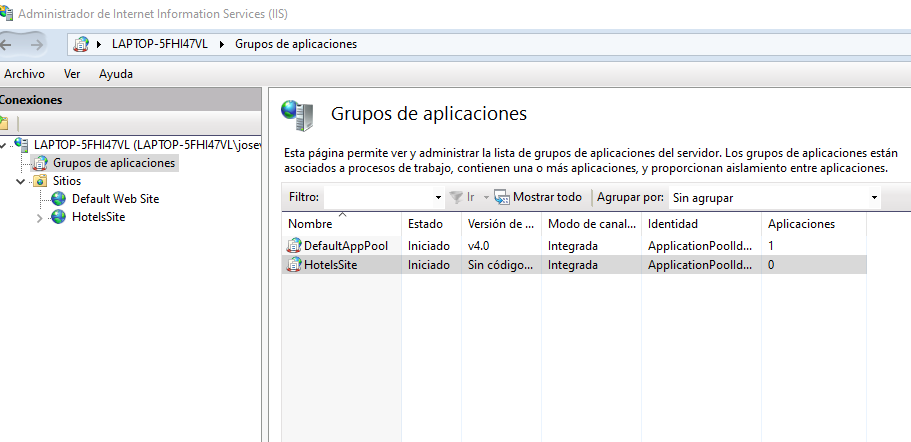 Administrador de Internet Information Services (IIS)
LAPTOP-5FHI47VL Grupos de aplicaciones
Archivo Ver Ayuda
Conexiones
LAPTOP-5FHI47VL (LAPTOP-5FHI47VL\josev
Grupos de aplicaciones
Sitios
Default Web Site
HotelsSite
Grupos de aplicaciones
Esta página permite ver y administrar la lista de grupos de aplicaciones del servidor. Los grupos de aplicaciones están
asociados a procesos de trabajo, contienen una o más aplicaciones, y proporcionan aislamiento entre aplicaciones.
Filtro: Ir Mostrar todo Agrupar por: Sin agrupar
Nombre Estado Versión de ... Modo de canal... Identidad Aplicaciones
DefaultAppPool Iniciado v4.0 Integrada ApplicationPoolId... 1
HotelsSite Iniciado Sin código... Integrada ApplicationPoolId... 0